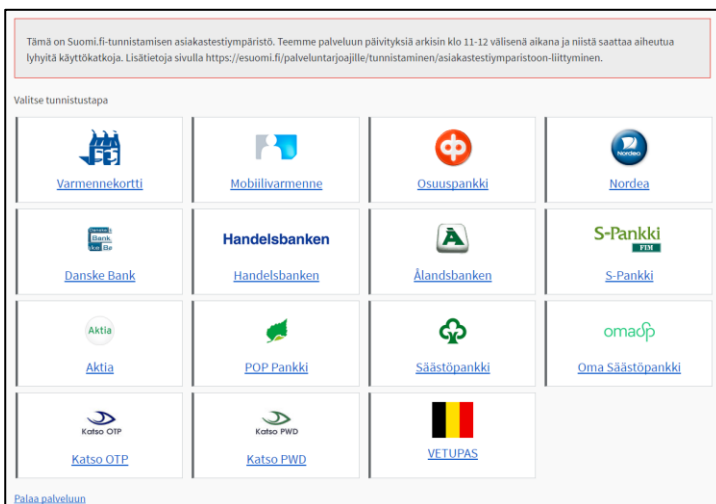 Tämä on Suomi.fi-tunnistamisen asiakastestiympäristö. Teemme palveluun päivityksiä arkisin klo 11-12 välisenä aikana ja niistä saattaa aiheutua
lyhyitä käyttökatkoja. Lisätietoja sivulla https://esuomi.fi/palveluntarjoajille/tunnistaminen/asiakastestiymparistoon-liittyminen.
Valitse tunnistustapa
Varmennekortti
Mobiilivarmenne
Osuuspankki
Nordea
Nordea
Danske Bank
Danske Bank
Handelsbanken
Handelsbanken
Ålandsbanken
S-Pankki
FIM
S-Pankki
Aktia
Aktia
POP Pankki
Säästöpankki
omasp
Oma Säästöpankki
Katso OTP
Katso OTP
Katso PWD
Katso PWD
VETUPAS
Palaa palveluun